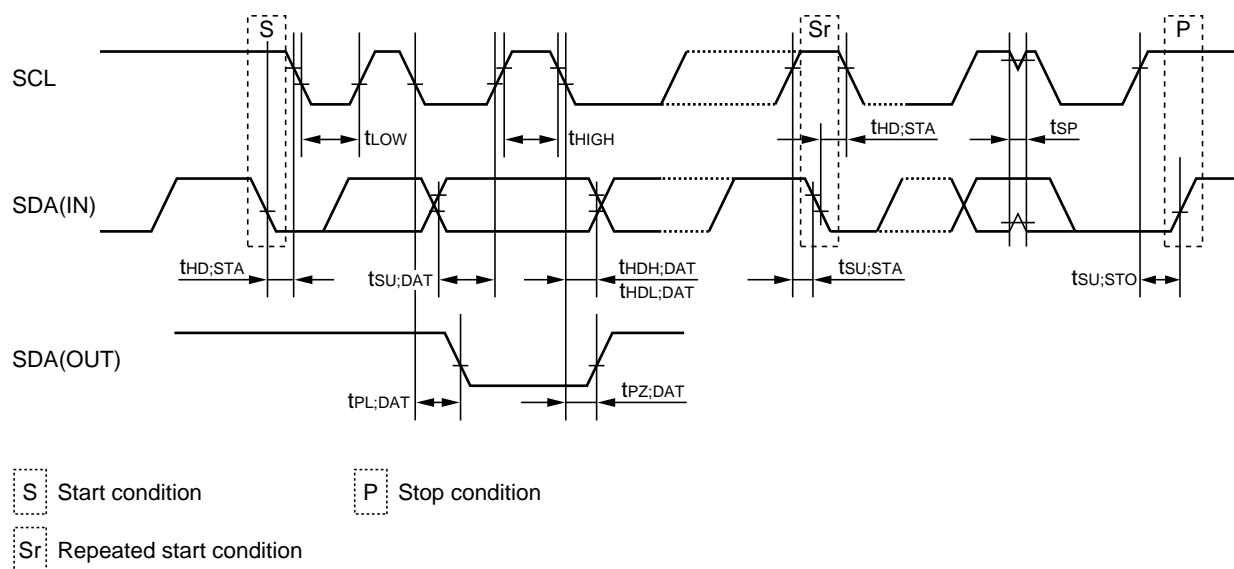 S Sr P
SCL
tLOW tHIGH tHD;STA tSP
SDA(IN)
tHD;STA tSU;DAT tHDH;DAT tSU;STA tSU;STO
tHDL;DAT
SDA(OUT)
tPL;DAT tPZ;DAT
S Start condition P Stop condition
Sr Repeated start condition